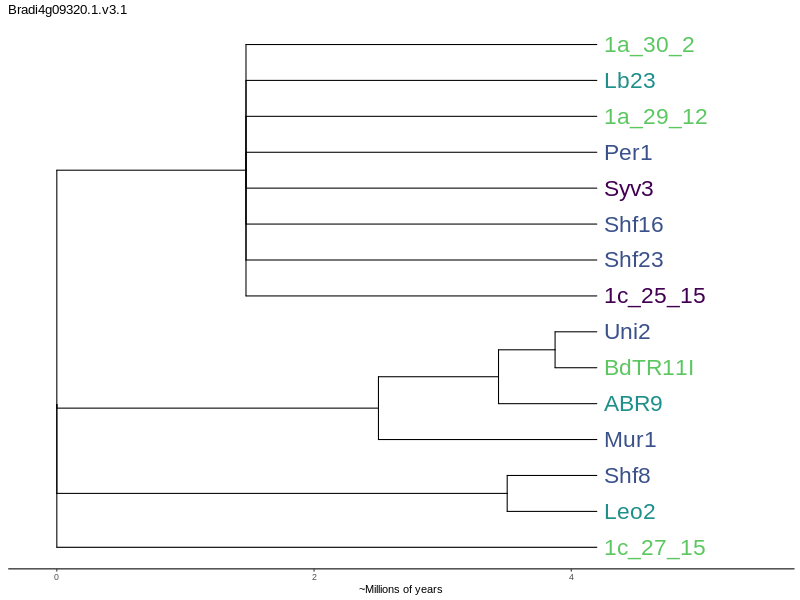 Bradi4g09320.1.v3.1
1a_30_2
Lb23
1a_29_12
Per1
Syv3
Shf16
Shf23
1c_25_15
Uni2
BdTR11I
ABR9
Mur1
Shf8
Leo2
1c_27_15
0 2 4
~Millions of years